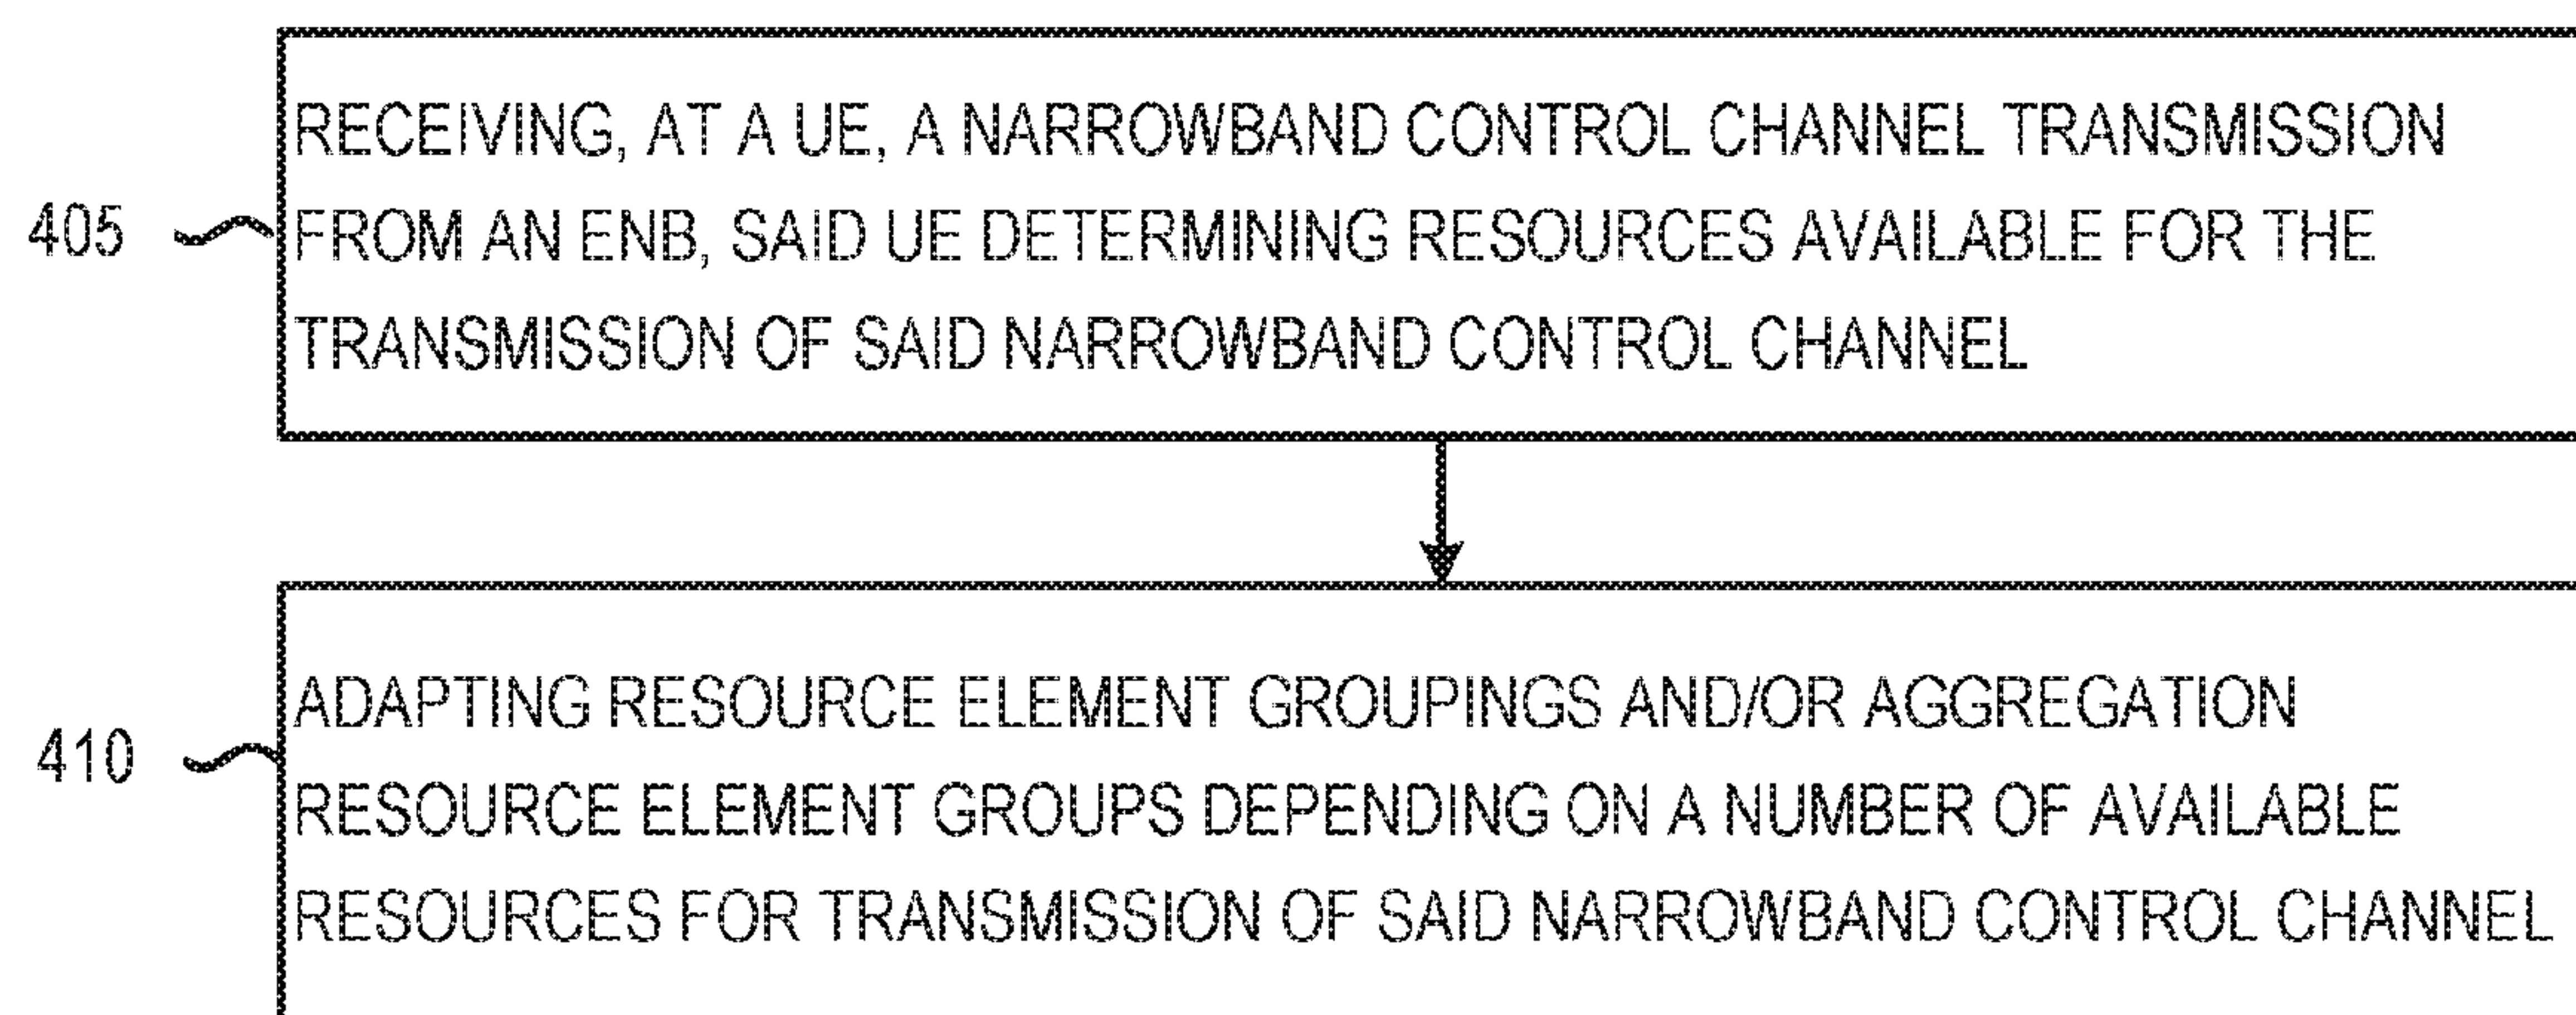 RECEIVING, AT A UE, A NARROWBAND CONTROL CHANNEL TRANSMISSION
405 FROM AN ENB, SAID UE DETERMINING RESOURCES AVAILABLE FOR THE
TRANSMISSION OF SAID NARROWBAND CONTROL CHANNEL
ADAPTING RESOURCE ELEMENT GROUPINGS AND/OR AGGREGATION
410 RESOURCE ELEMENT GROUPS DEPENDING ON A NUMBER OF AVAILABLE
RESOURCES FOR TRANSMISSION OF SAID NARROWBAND CONTROL CHANNEL